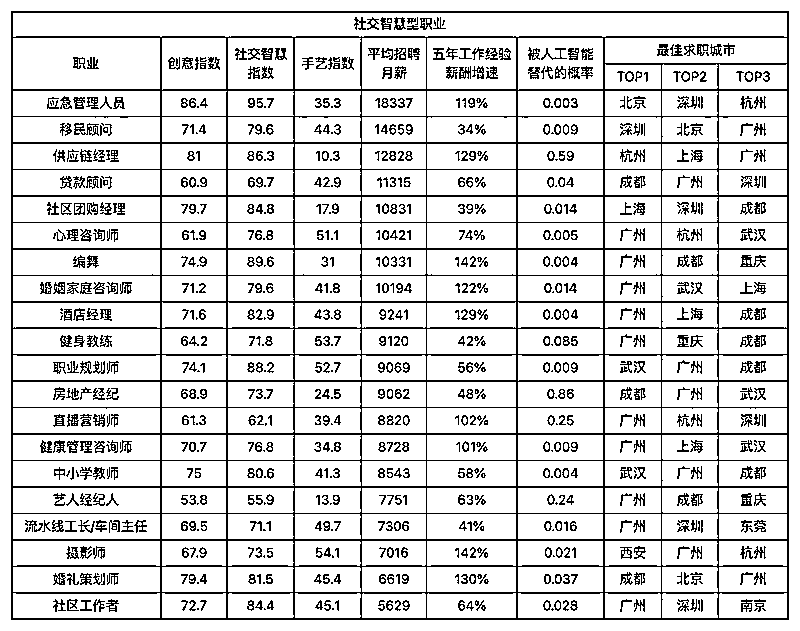 社交智慧型职业
职业 创意指数 社交智慧指数 手艺指数 平均招聘月薪 五年工作经验薪酬增速 被人工智能替代的概率 最佳求职城市
TOP1 TOP2 TOP3
应急管理人员 86.4 95.7 35.3 18337 119% 0.003 北京 深圳 杭州
移民顾问 71.4 79.6 44.3 14659 34% 0.009 深圳 北京 广州
供应链经理 81 86.3 10.3 12828 129% 0.59 杭州 上海 广州
贷款顾问 60.9 69.7 42.9 11315 66% 0.04 成都 广州 深圳
社区团购经理 79.7 84.8 17.9 10831 39% 0.014 上海 深圳 成都
心理咨询师 61.9 76.8 51.1 10421 74% 0.005 广州 杭州 武汉
编舞 74.9 89.6 31 10331 142% 0.004 广州 成都 重庆
婚姻家庭咨询师 71.2 79.6 41.8 10194 122% 0.014 广州 武汉 上海
酒店经理 71.6 82.9 43.8 9241 129% 0.004 广州 上海 成都
健身教练 64.2 71.8 53.7 9120 42% 0.085 广州 重庆 成都
职业规划师 74.1 88.2 52.7 9069 56% 0.009 武汉 广州 成都
房地产经纪 68.9 73.7 24.5 9062 48% 0.86 成都 广州 武汉
直播营销师 61.3 62.1 39.4 8820 102% 0.25 广州 杭州 深圳
健康管理咨询师 70.7 76.8 34.8 8728 101% 0.009 广州 上海 武汉
中小学教师 75 80.6 41.3 8543 58% 0.004 武汉 广州 成都
艺人经纪人 53.8 55.9 13.9 7751 63% 0.24 广州 成都 重庆
流水线工长/车间主任 69.5 71.1 49.7 7306 41% 0.016 广州 深圳 东莞
摄影师 67.9 73.5 54.1 7016 142% 0.021 西安 广州 杭州
婚礼策划师 79.4 81.5 45.4 6619 130% 0.037 成都 北京 广州
社区工作者 72.7 84.4 45.1 5629 64% 0.028 广州 深圳 南京